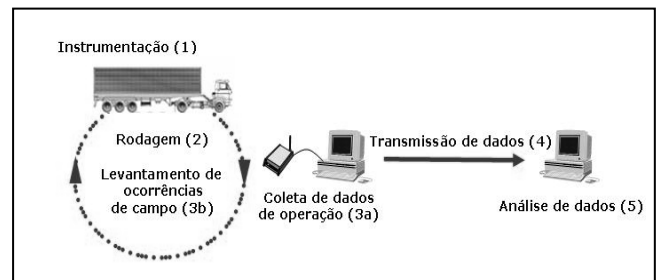 Instrumentação (1)
Rodagem (2)
Levantamento de
ocorrências
de campo (3b)
Coleta de dados
de operação (3a)
Transmissão de dados (4)
Análise de dados (5)